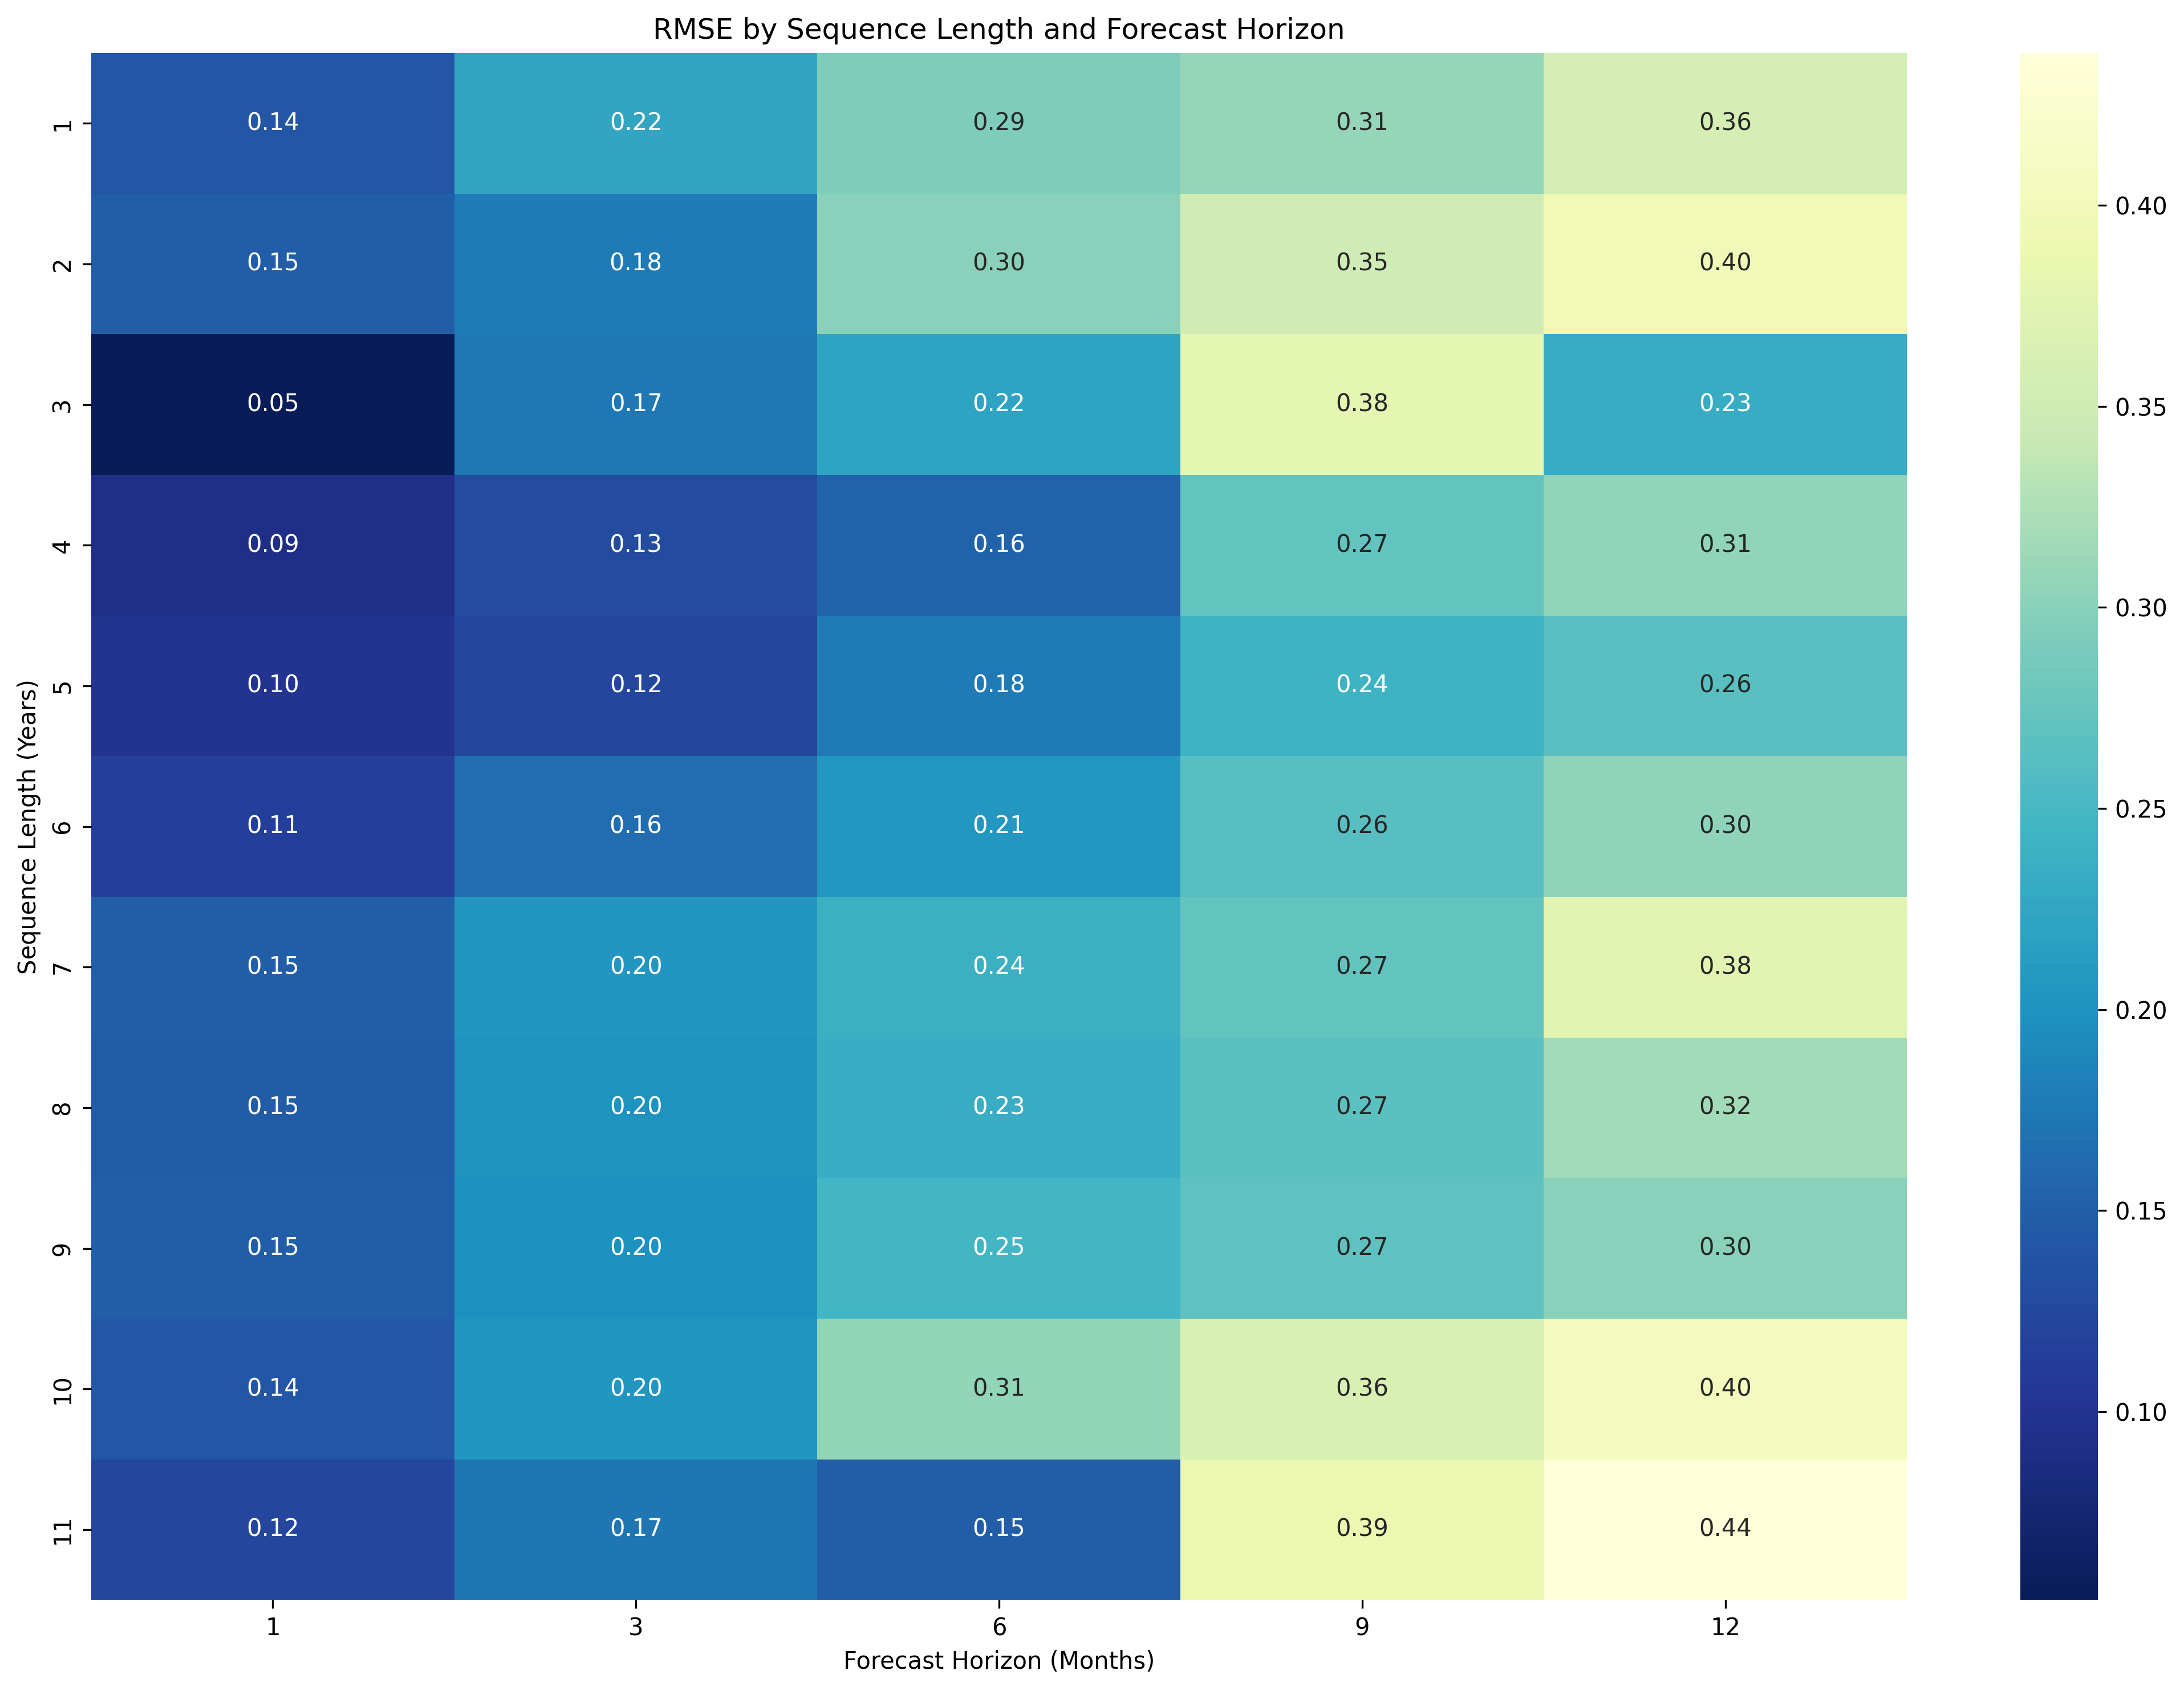 RMSE by Sequence Length and Forecast Horizon
1 0.14 0.22 0.29 0.31 0.36
2 0.15 0.18 0.30 0.35 0.40
3 0.05 0.17 0.22 0.38 0.23
4 0.09 0.13 0.16 0.27 0.31
5 0.10 0.12 0.18 0.24 0.26
6 0.11 0.16 0.21 0.26 0.30
7 0.15 0.20 0.24 0.27 0.38
8 0.15 0.20 0.23 0.27 0.32
9 0.15 0.20 0.25 0.27 0.30
10 0.14 0.20 0.31 0.36 0.40
11 0.12 0.17 0.15 0.39 0.44
Sequence Length (Years)
1 3 6 9 12
Forecast Horizon (Months)
0.40
0.35
0.30
0.25
0.20
0.15
0.10